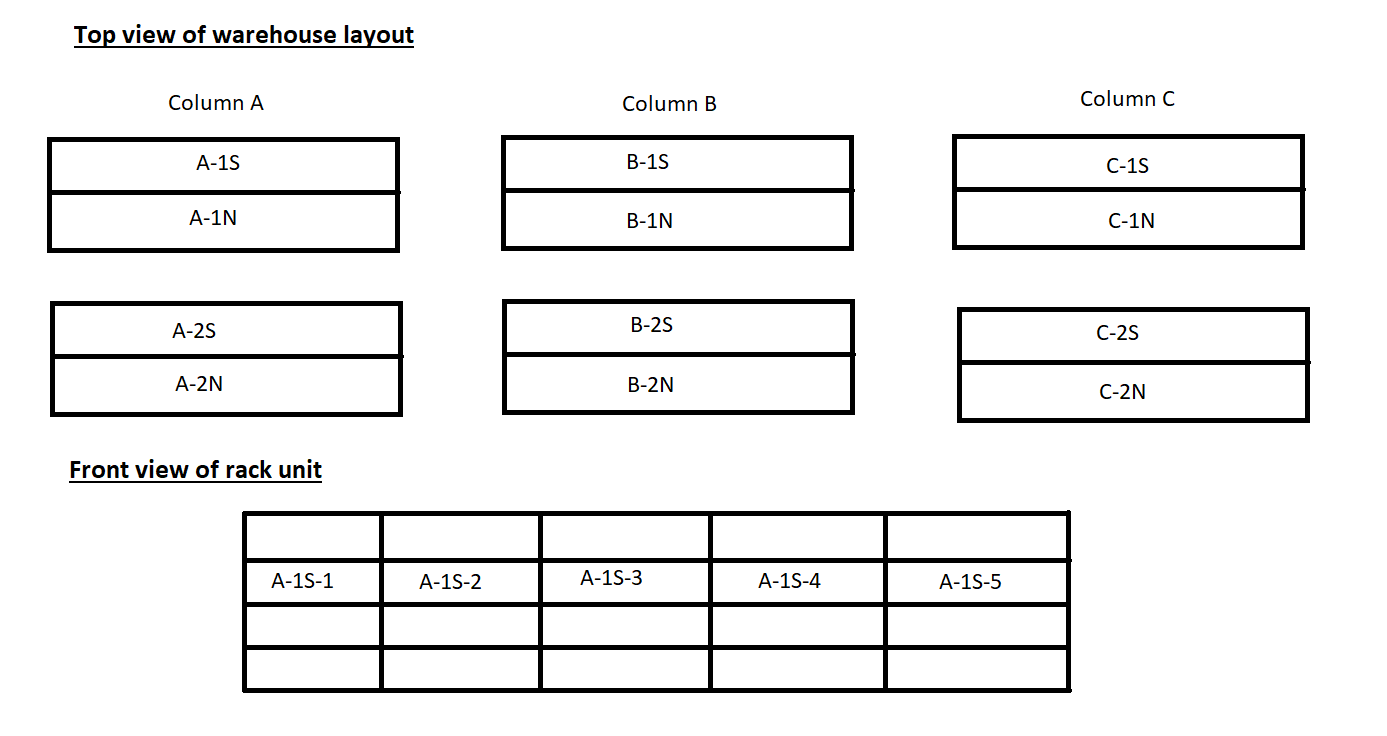 Top view of warehouse layout
Column A
Column B
Column C
A-1S
B-1S
C-1S
A-1N
B-1N
C-1N
A-2S
B-2S
C-2S
A-2N
B-2N
C-2N
Front view of rack unit
A-1S-1
A-1S-2
A-1S-3
A-1S-4
A-1S-5